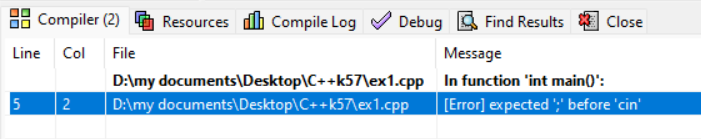 Compiler (2) Resources Compile Log Debug Find Results Close
Line Col File Message
D:\my documents\Desktop\C++k57\ex1.cpp In function 'int main()':
5 2 D:\my documents\Desktop\C++k57\ex1.cpp [Error] expected ';' before 'cin'